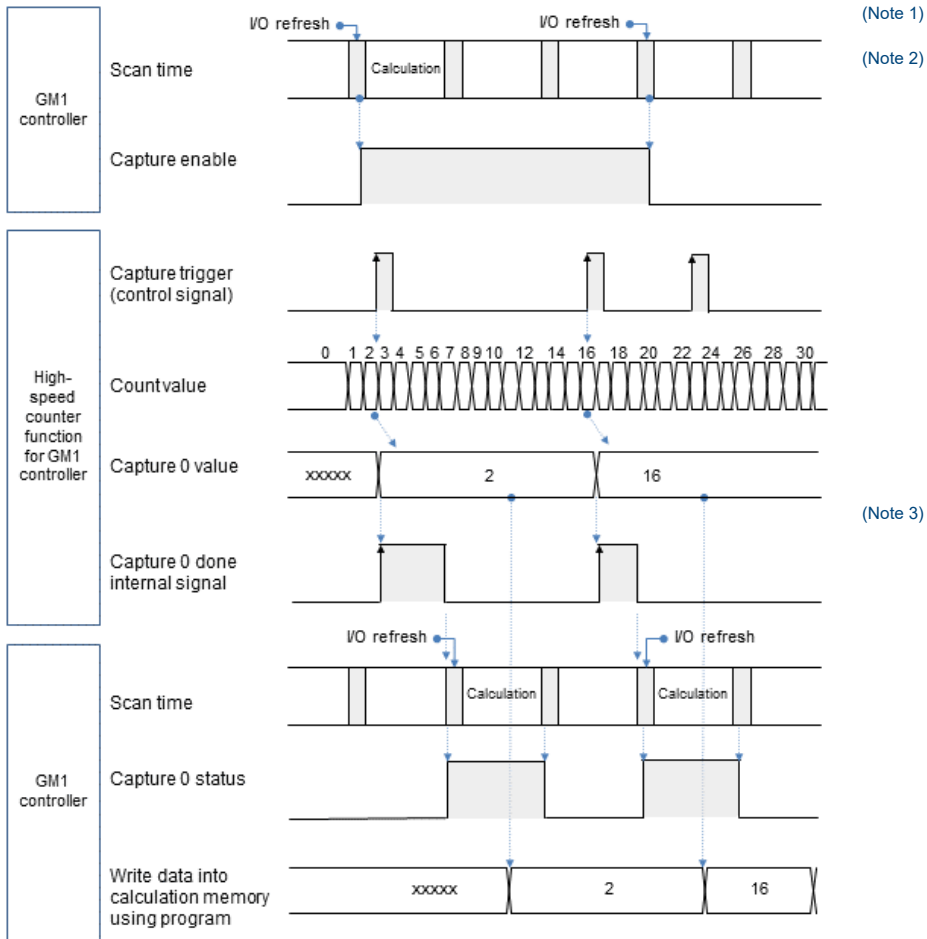 I/O refresh
I/O refresh
(Note 1)
Scan time
Calculation
(Note 2)
GM1
controller
Capture enable
Capture trigger
(control signal)
0 1 2 3 4 5 6 7 8 9 10 12 14 16 18 20 22 24 26 28 30
High-
speed
counter
function
for GM1
controller
Countvalue
Capture 0 value
xxxxx
2
16
(Note 3)
Capture 0 done
internal signal
I/O refresh
I/O refresh
Scan time
Calculation
Calculation
GM1
controller
Capture 0 status
Write data into
calculation memory
using program
xxxxx
2
16